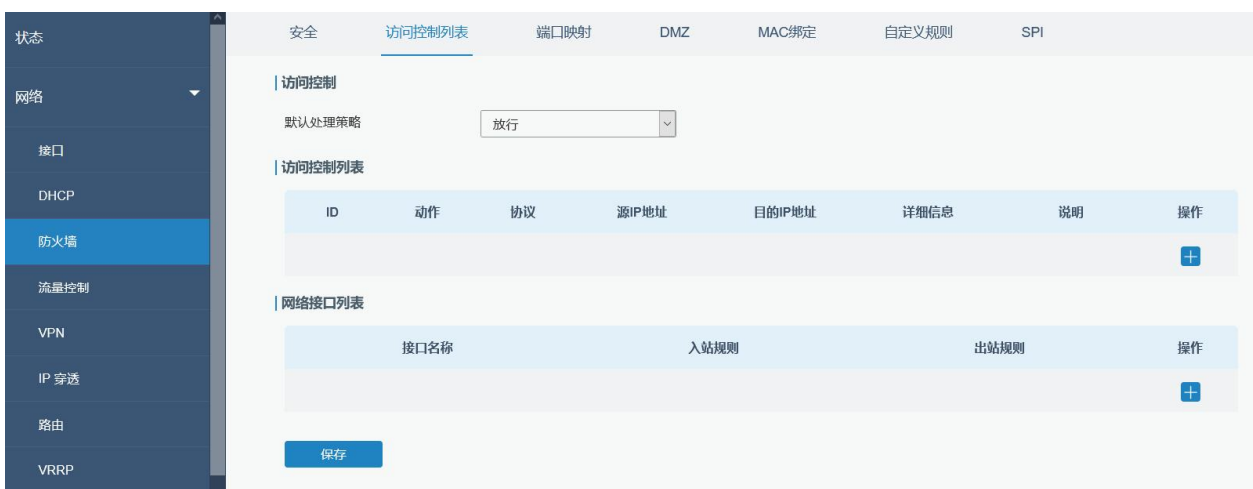 状态
网络
接口
DHCP
防火墙
流量控制
VPN
IP 穿透
路由
VRRP
安全 访问控制列表 端口映射 DMZ MAC绑定 自定义规则 SPI
访问控制
默认处理策略 放行
访问控制列表
ID 动作 协议 源IP地址 目的IP地址 详细信息 说明 操作
网络接口列表
接口名称 入站规则 出站规则 操作
保存